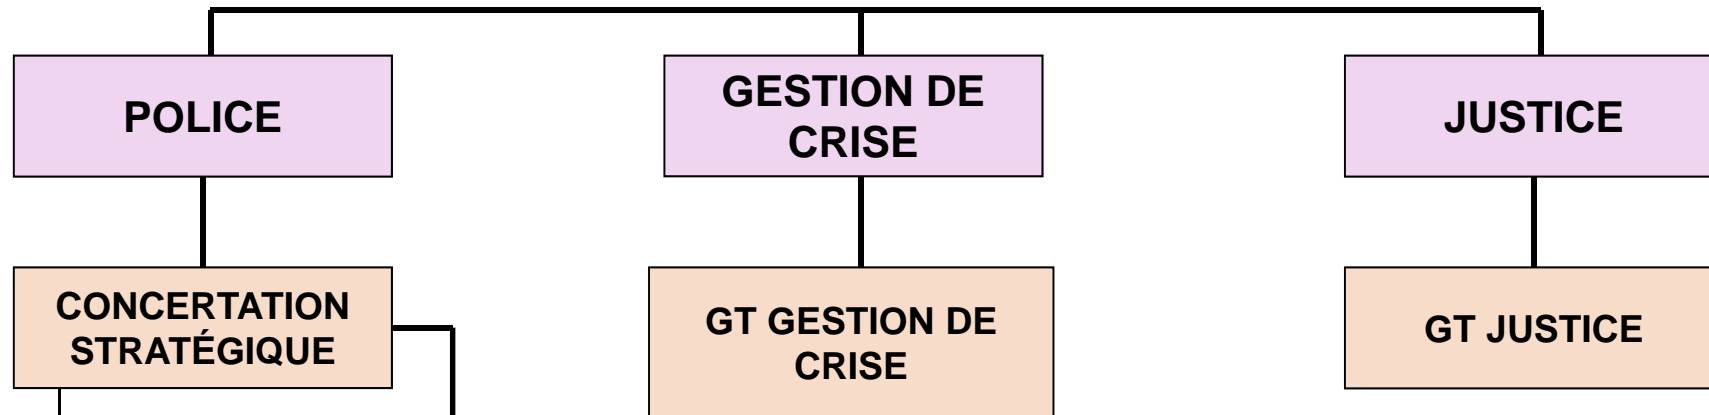 POLICE
GESTION DE
CRISE
JUSTICE
CONCERTATION
STRATÉGIQUE
GT GESTION DE
CRISE
GT JUSTICE